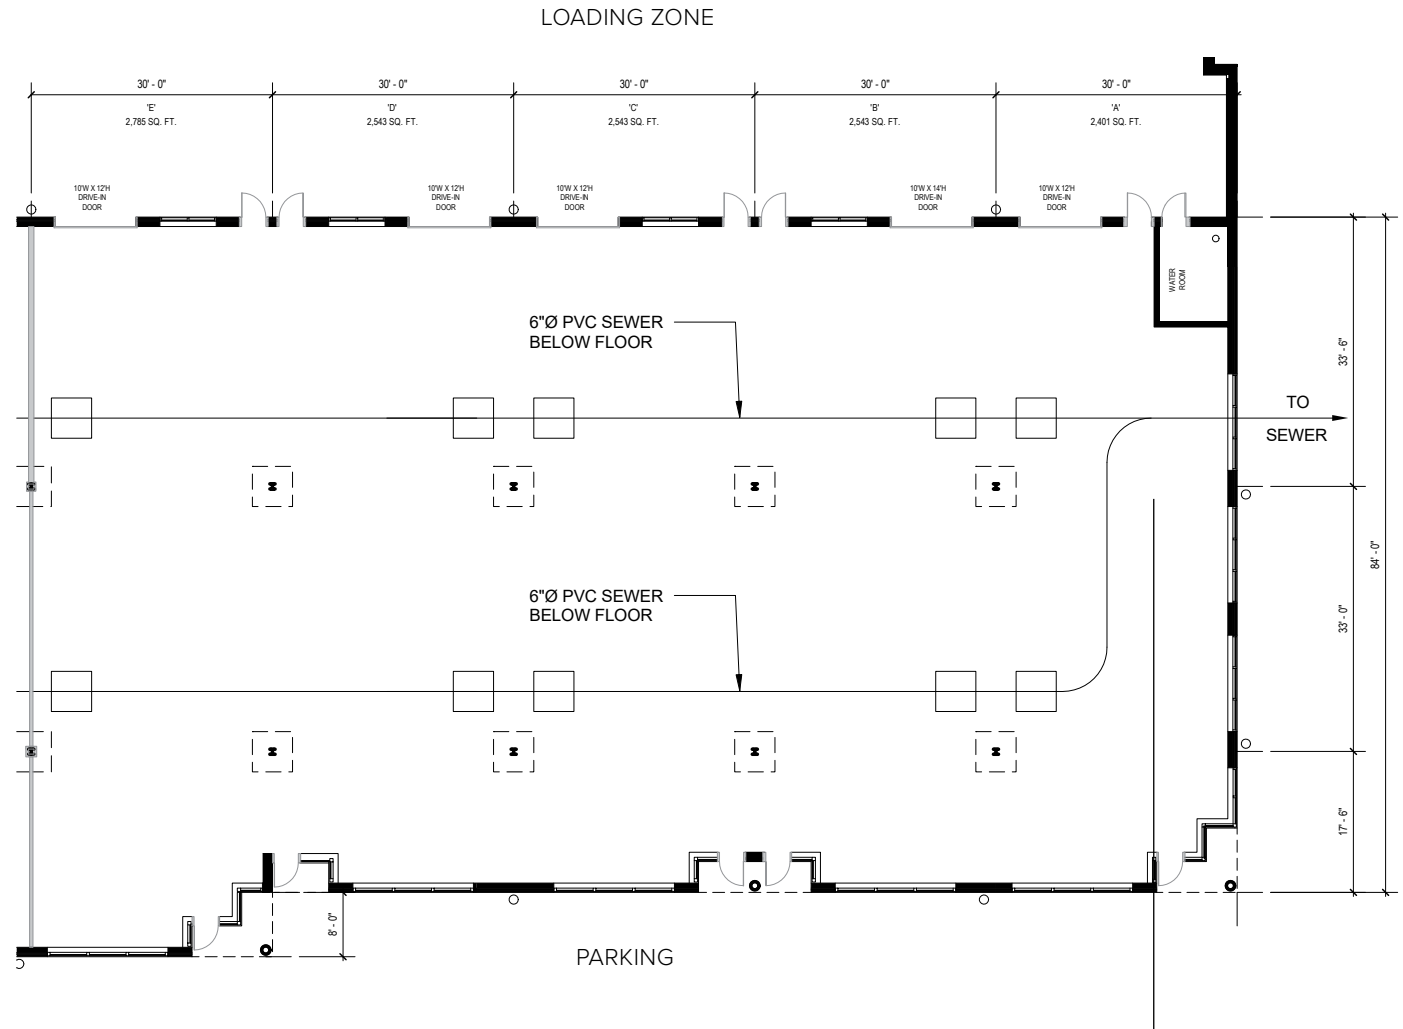 LOADING ZONE
30' - 0"
30' - 0"
30' - 0"
30' - 0"
30' - 0"
'E'
2,785 SQ. FT.
'D'
2,543 SQ. FT.
'C'
2,543 SQ. FT.
'B'
2,543 SQ. FT.
'A'
2,401 SQ. FT.
10'W X 12'H
DRIVE-IN
DOOR
10'W X 12'H
DRIVE-IN
DOOR
10'W X 12'H
DRIVE-IN
DOOR
10'W X 14'H
DRIVE-IN
DOOR
10'W X 12'H
DRIVE-IN
DOOR
WATER
ROOM
6"Ø PVC SEWER
BELOW FLOOR
33' - 6"
TO
SEWER
84' - 0"
6"Ø PVC SEWER
BELOW FLOOR
33' - 0"
17' - 6"
8' - 0"
PARKING